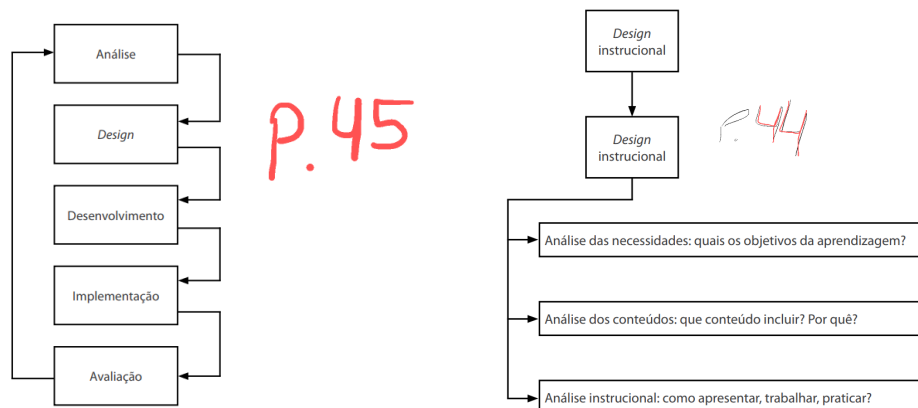 Análise
Design
Desenvolvimento
Implementação
Avaliação
p.45
Design
instrucional
Design
instrucional
p.44
Análise das necessidades: quais os objetivos da aprendizagem?
Análise dos conteúdos: que conteúdo incluir? Por quê?
Análise instrucional: como apresentar, trabalhar, praticar?